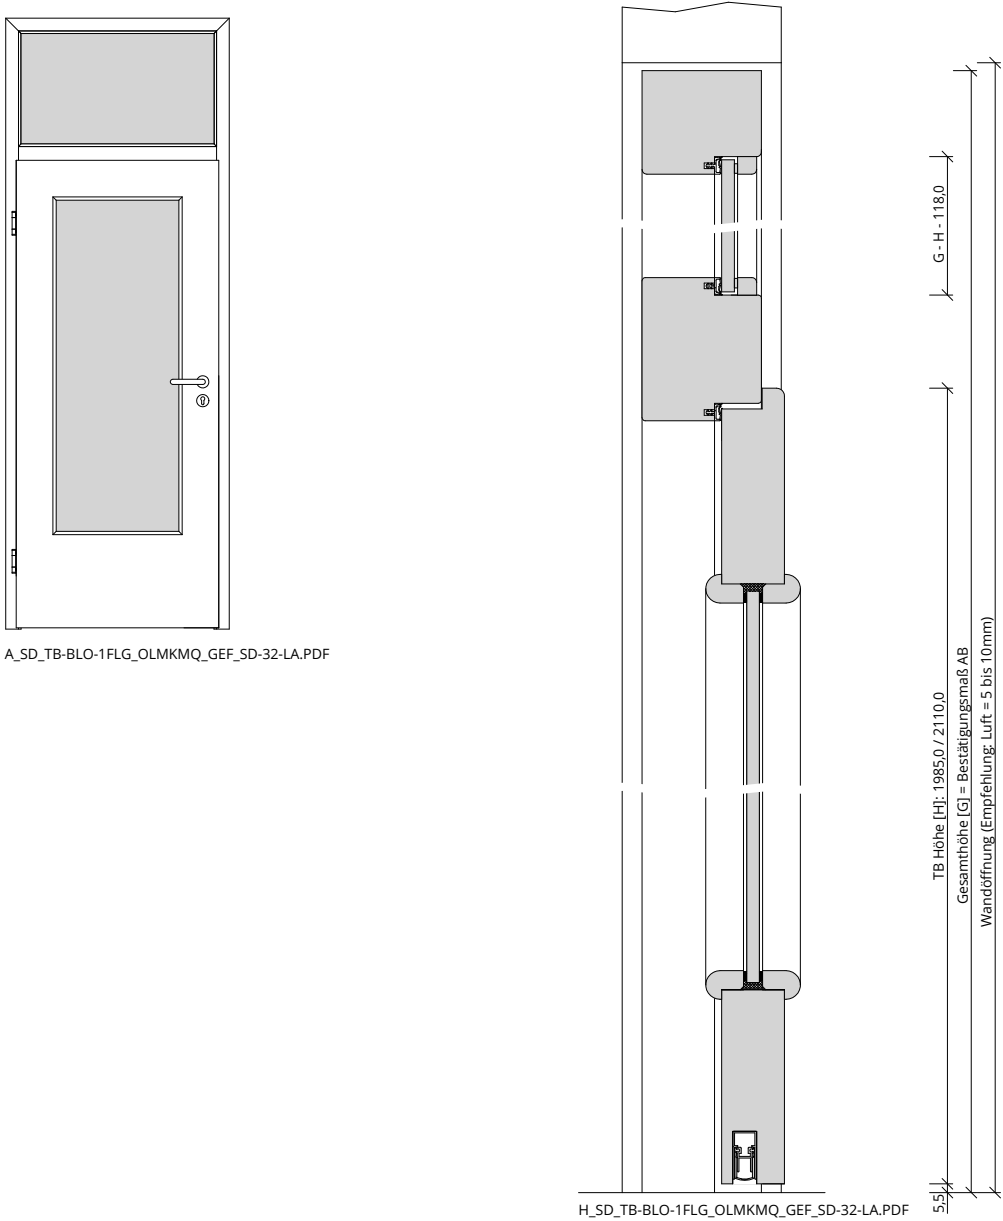 A_SD_TB-BLO-1FLG_OLMKMQ_GEF_SD-32-LA.PDF
G - H - 118,0
TB Höhe [H]: 1985,0 / 2110,0
Gesamthöhe [G] = Bestätigungsmaß AB
Wandöffnung (Empfehlung: Luft = 5 bis 10mm)
5,5
H_SD_TB-BLO-1FLG_OLMKMQ_GEF_SD-32-LA.PDF